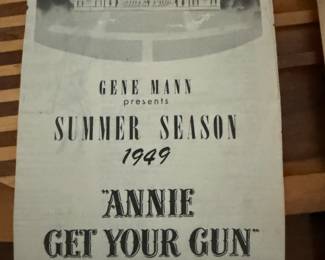 GENE MANN
presents
SUMMER SEASON
1949
"ANNIE
GET YOUR GUN"